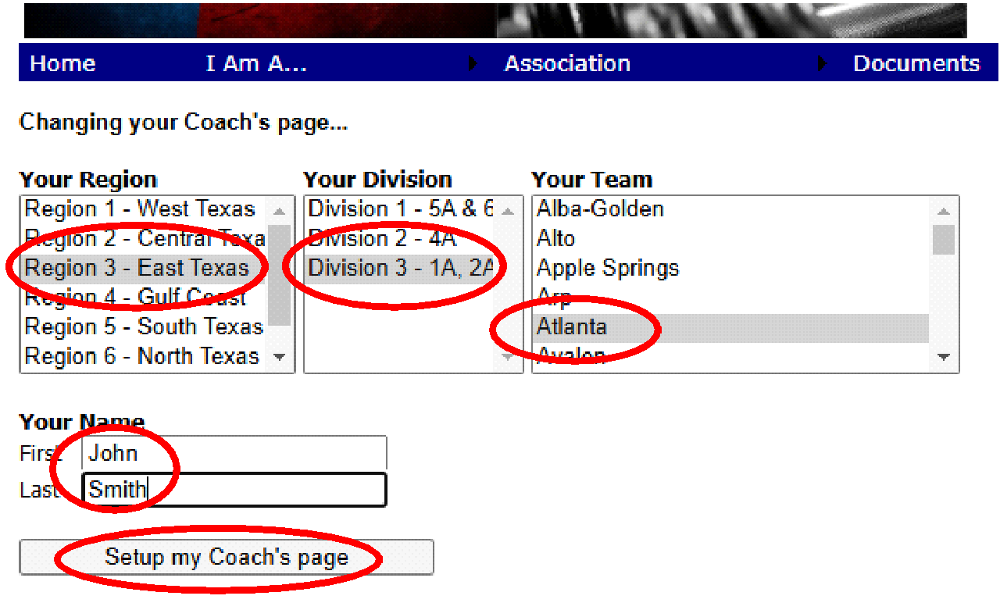 Home I Am A... Association Documents
Changing your Coach's page...
Your Region
Region 1 - West Texas
Region 2 - Central Texa
Region 3 - East Texas
Region 4 - Gulf Coast
Region 5 - South Texas
Region 6 - North Texas
Your Division
Division 1 - 5A & 6
Division 2 - 4A
Division 3 - 1A, 2A
Your Team
Alba-Golden
Alto
Apple Springs
Arp
Atlanta
Avalon
Your Name
First John
Last Smith
Setup my Coach's page